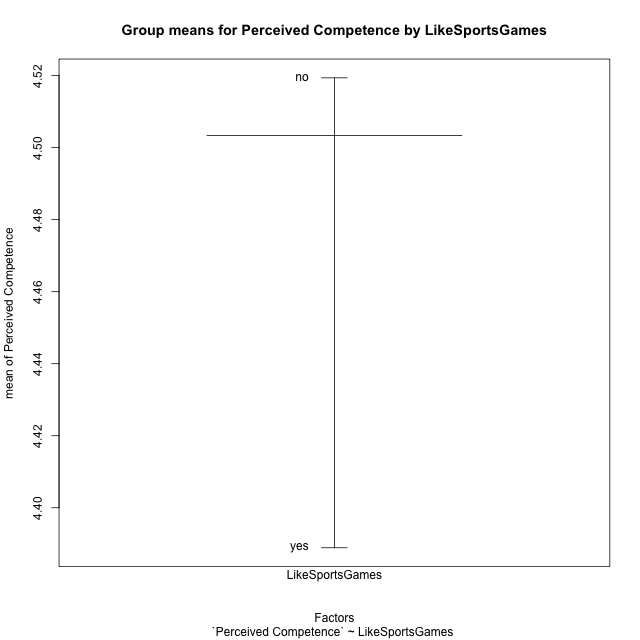 Group means for Perceived Competence by LikeSportsGames
mean of Perceived Competence
4.52
4.50
4.48
4.46
4.44
4.42
4.40
no
yes
LikeSportsGames
Factors
`Perceived Competence` ~ LikeSportsGames